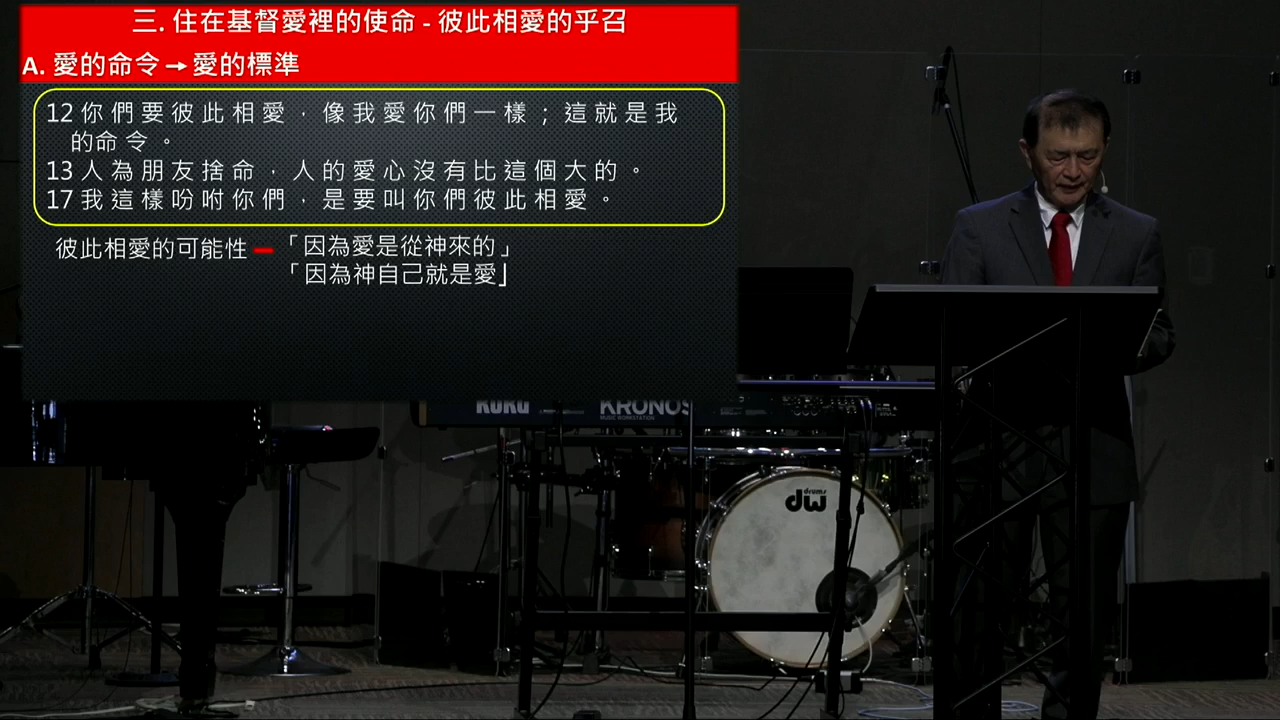 三. 住在基督愛裡的使命 - 彼此相愛的乎召
A. 愛的命令→愛的標準
12 你們要彼此相�，像我愛你們一樣；這就是我
的命令。
13 人為朋友捨命，人的愛心沒有比這個大的。
17 我這樣吩咐你們，是要叫你們彼此相愛。
彼此相愛的可能性 – 「因為愛是從神來的」
「因為神自己就是愛」
KORG
KRONOS
MUSIC WORKSTATION
drums
dw